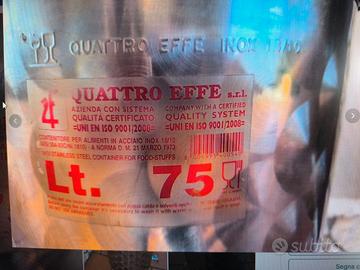 QUATTRO EFFE INOX 18/10
4F QUATTRO EFFE s.r.l.
AZIENDA CON SISTEMA
QUALITÀ CERTIFICATO
=UNI EN ISO 9001/2008=
COMPANY WITH A CERTIFIED
QUALITY SYSTEM
=UNI EN ISO 9001/2008=
CONTENITORE PER ALIMENTI IN ACCIAIO INOX 18/10
- A NORMA D. M. 21 MARZO 1973
STAINLESS STEEL CONTAINER FOR FOOD-STUFFS
Lt. 75
subito
Segna